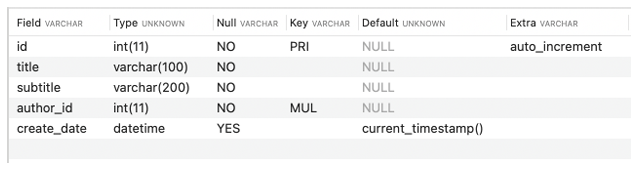 Field VARCHAR Type UNKNOWN Null VARCHAR Key VARCHAR Default UNKNOWN Extra VARCHAR
id int(11) NO PRI NULL auto_increment
title varchar(100) NO NULL
subtitle varchar(200) NO NULL
author_id int(11) NO MUL NULL
create_date datetime YES current_timestamp()